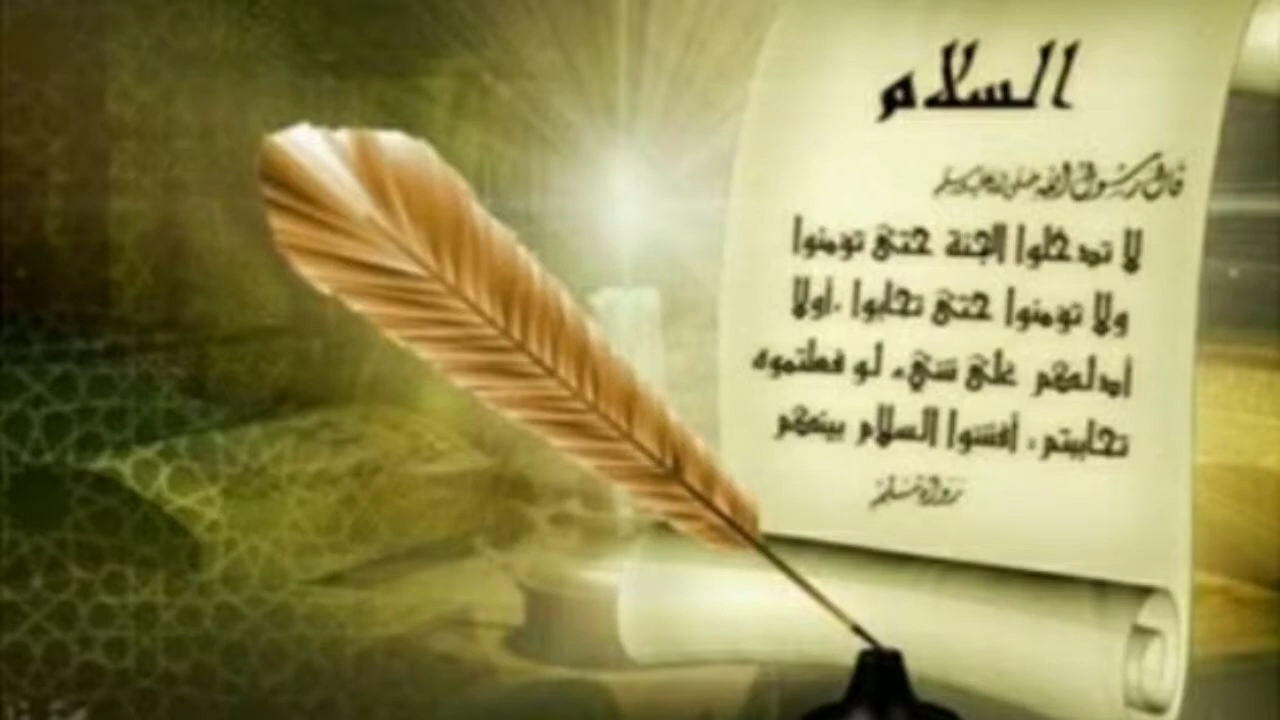 السلام
قال رسول الله صلى الله عليه وسلم
لا تدخلوا الجنة حتى تؤمنوا
ولا تؤمنوا حتى تحابوا .أولا
أدلكم على شيء لو فعلتموه
تحاببتم. أفشوا السلام بينكم
رواه مسلم